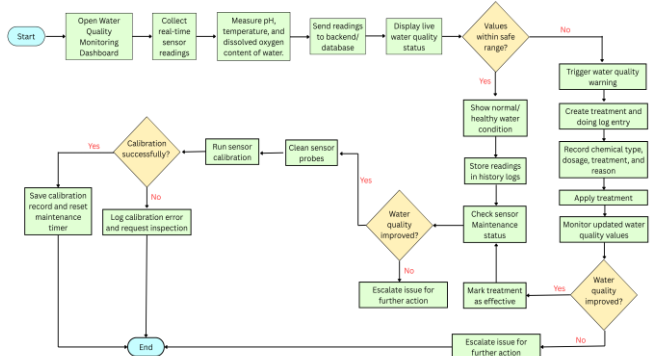 Start
Open Water
Quality
Monitoring
Dashboard
Collect
real-time
sensor
readings
Measure pH,
temperature, and
dissolved oxygen
content of water.
Send readings
to backend/
database
Display live
water quality
status
Values
within safe
range?
No
Yes
Trigger water quality
warning
Create treatment and
doing log entry
Record chemical type,
dosage, treatment, and
reason
Apply treatment
Monitor updated water
quality values
Water
quality
improved?
Yes
No
Mark treatment
as effective
Escalate issue for
further action
Show normal/
healthy water
condition
Store readings
in history logs
Check sensor
Maintenance
status
Water
quality
improved?
Yes
No
Escalate issue for
further action
Clean sensor
probes
Run sensor
calibration
Calibration
successfully?
Yes
No
Save calibration
record and reset
maintenance
timer
Log calibration error
and request inspection
End